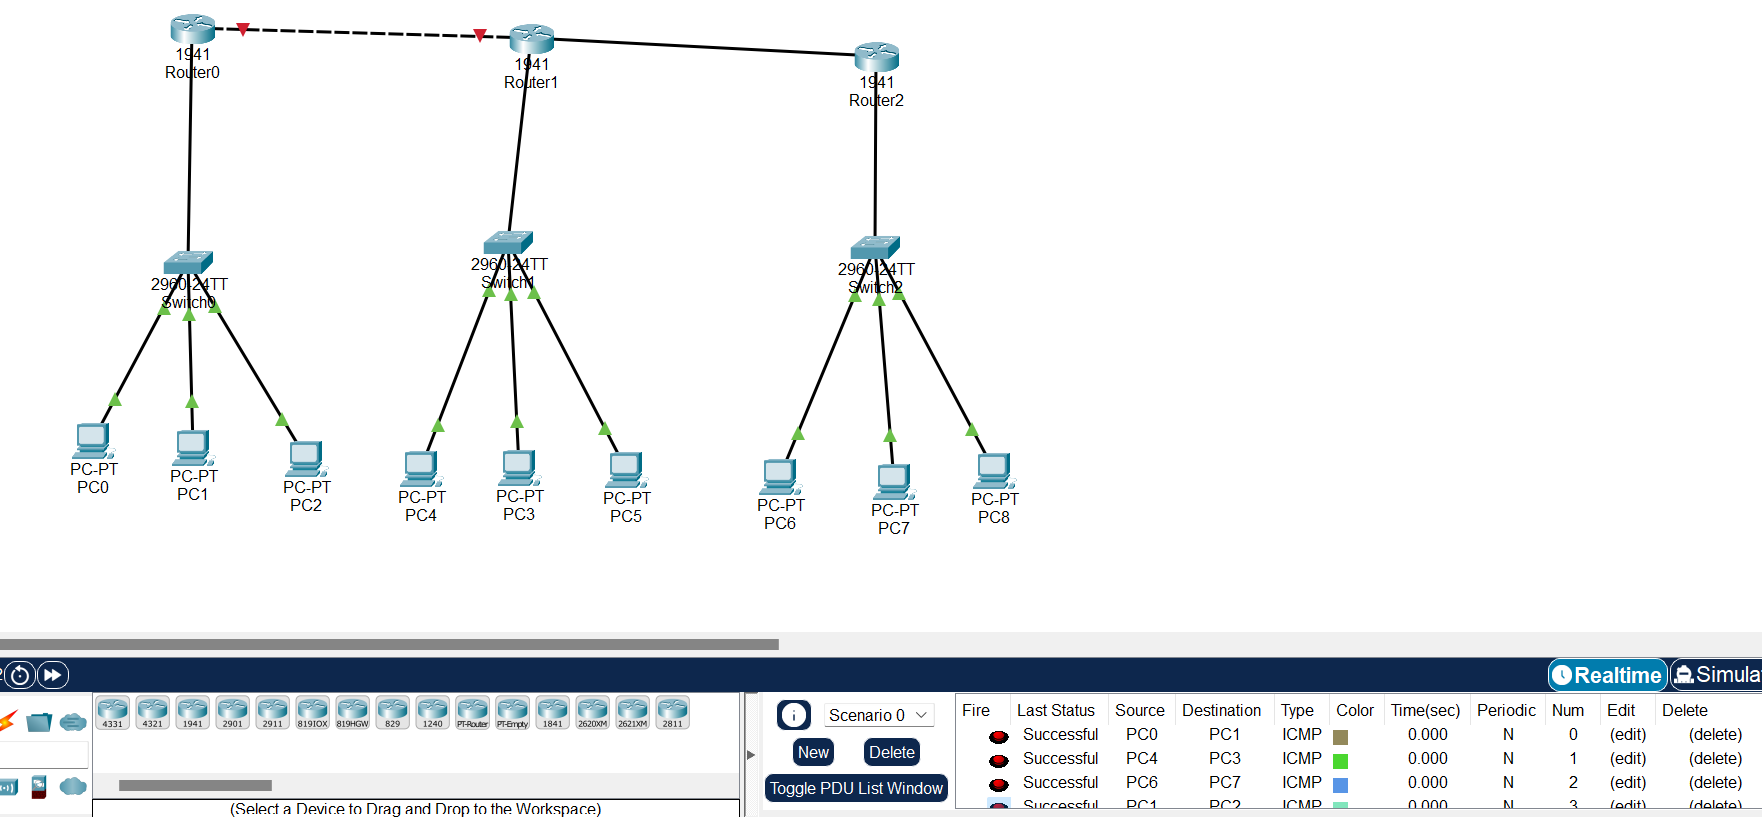 1941
Router0
1941
Router1
1941
Router2
2960-24TT
Switch0
2960-24TT
Switch1
2960-24TT
Switch2
PC-PT
PC0
PC-PT
PC1
PC-PT
PC2
PC-PT
PC4
PC-PT
PC3
PC-PT
PC5
PC-PT
PC6
PC-PT
PC7
PC-PT
PC8
Realtime
Simula
4331 4321 1941 2901 2911 819IOX 819HGW 829 1240 PT-Router PT-Empty 1841 2620XM 2621XM 2811
(Select a Device to Drag and Drop to the Workspace)
Scenario 0
New Delete
Toggle PDU List Window
Fire Last Status Source Destination Type Color Time(sec) Periodic Num Edit Delete
Successful PC0 PC1 ICMP 0.000 N 0 (edit) (delete)
Successful PC4 PC3 ICMP 0.000 N 1 (edit) (delete)
Successful PC6 PC7 ICMP 0.000 N 2 (edit) (delete)
Successful PC1 PC2 ICMP 0.000 N 3 (edit) (delete)